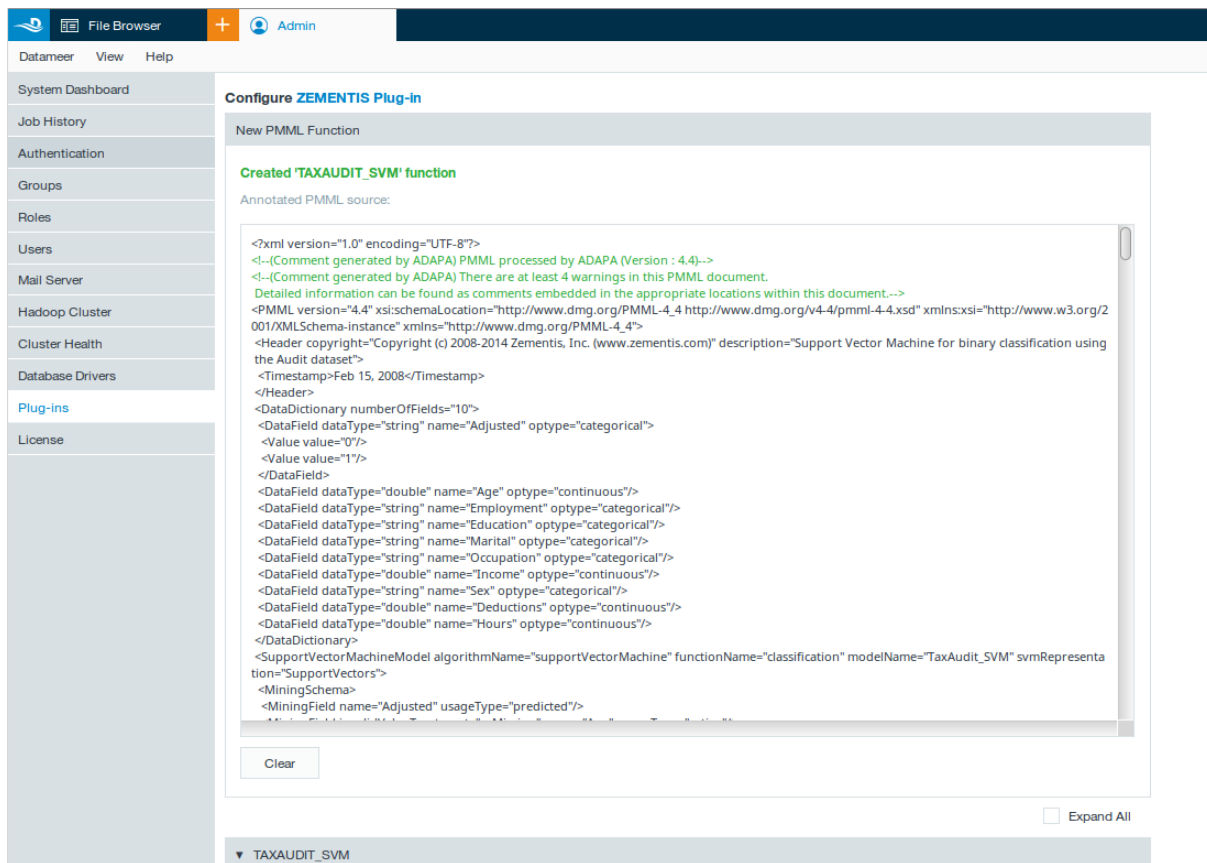 File Browser
+
Admin
Datameer View Help
System Dashboard
Job History
Authentication
Groups
Roles
Users
Mail Server
Hadoop Cluster
Cluster Health
Database Drivers
Plug-ins
License
Configure ZEMENTIS Plug-in
New PMML Function
Created 'TAXAUDIT_SVM' function
Annotated PMML source:
<?xml version="1.0" encoding="UTF-8"?>
<!--(Comment generated by ADAPA) PMML processed by ADAPA (Version : 4.4)-->
<!--(Comment generated by ADAPA) There are at least 4 warnings in this PMML document.
Detailed information can be found as comments embedded in the appropriate locations within this document.-->
<PMML version="4.4" xsi:schemaLocation="http://www.dmg.org/PMML-4_4 http://www.dmg.org/v4-4/pmml-4-4.xsd" xmlns:xsi="http://www.w3.org/2
001/XMLSchema-instance" xmlns="http://www.dmg.org/PMML-4_4">
<Header copyright="Copyright (c) 2008-2014 Zementis, Inc. (www.zementis.com)" description="Support Vector Machine for binary classification using
the Audit dataset">
<Timestamp>Feb 15, 2008</Timestamp>
</Header>
<DataDictionary numberOfFields="10">
<DataField dataType="string" name="Adjusted" optype="categorical">
<Value value="0"/>
<Value value="1"/>
</DataField>
<DataField dataType="double" name="Age" optype="continuous"/>
<DataField dataType="string" name="Employment" optype="categorical"/>
<DataField dataType="string" name="Education" optype="categorical"/>
<DataField dataType="string" name="Marital" optype="categorical"/>
<DataField dataType="string" name="Occupation" optype="categorical"/>
<DataField dataType="double" name="Income" optype="continuous"/>
<DataField dataType="string" name="Sex" optype="categorical"/>
<DataField dataType="double" name="Deductions" optype="continuous"/>
<DataField dataType="double" name="Hours" optype="continuous"/>
</DataDictionary>
<SupportVectorMachineModel algorithmName="supportVectorMachine" functionName="classification" modelName="TaxAudit_SVM" svmRepresenta
tion="SupportVectors">
<MiningSchema>
<MiningField name="Adjusted" usageType="predicted"/>
Clear
Expand All
▼ TAXAUDIT_SVM